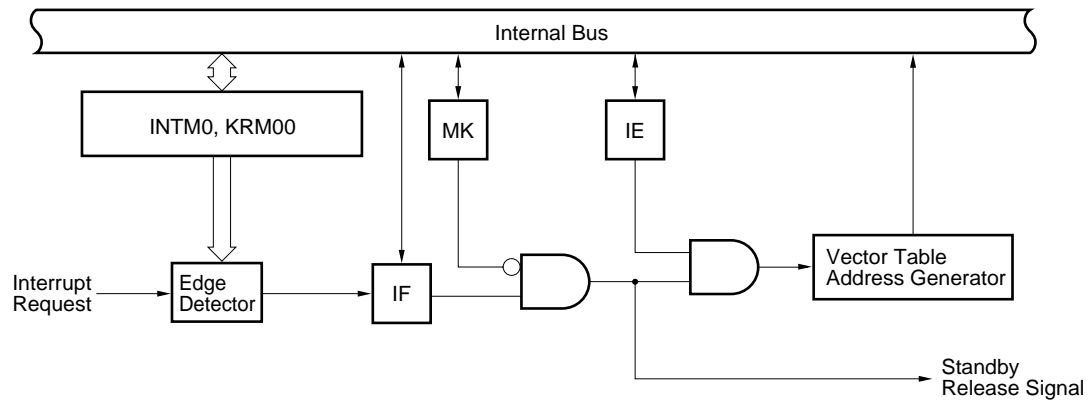 Internal Bus
INTM0, KRM00
MK
IE
Interrupt
Request
Edge
Detector
IF
Vector Table
Address Generator
Standby
Release Signal